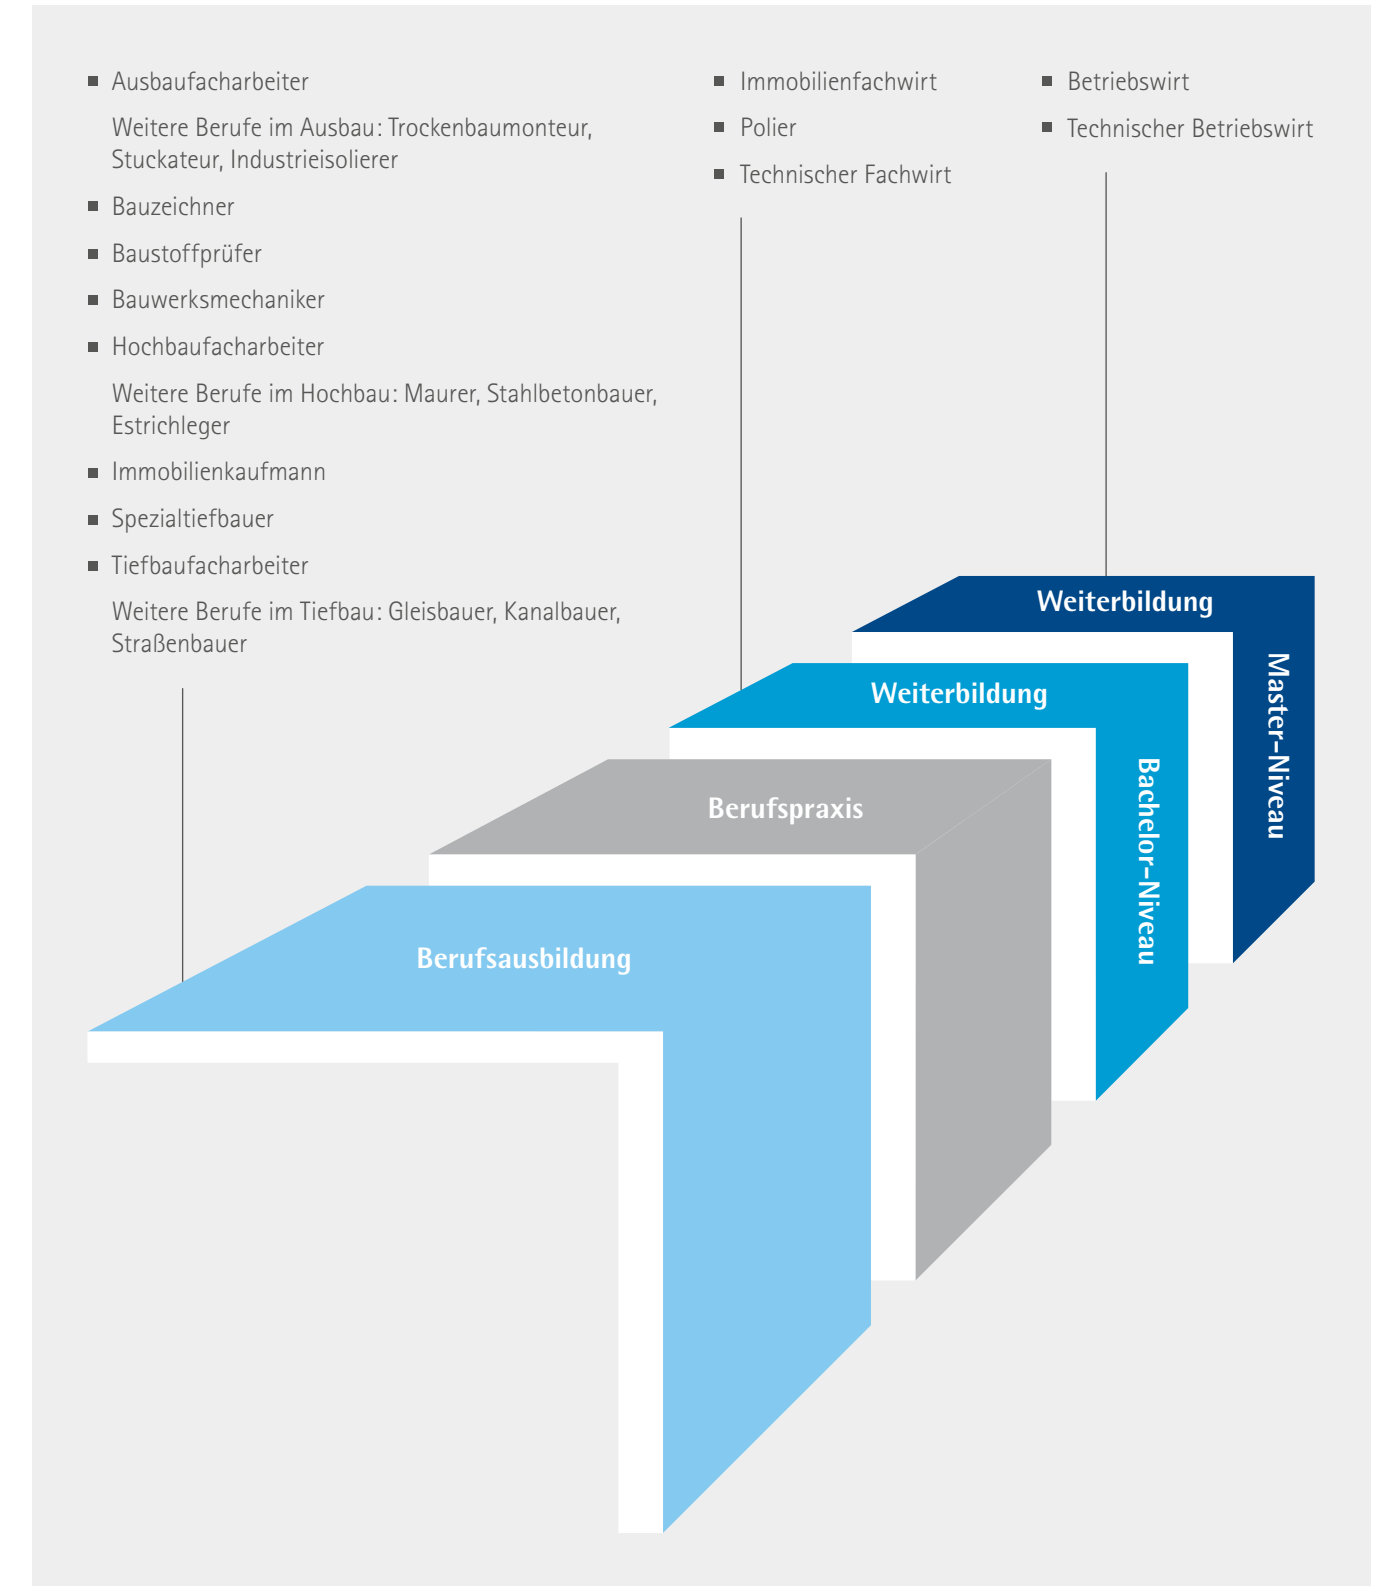 Ausbaufacharbeiter
Weitere Berufe im Ausbau: Trockenbaumonteur,
Stuckateur, Industrieisolierer
Bauzeichner
Baustoffprüfer
Bauwerksmechaniker
Hochbaufacharbeiter
Weitere Berufe im Hochbau: Maurer, Stahlbetonbauer,
Estrichleger
Immobilienkaufmann
Spezialtiefbauer
Tiefbaufacharbeiter
Weitere Berufe im Tiefbau: Gleisbauer, Kanalbauer,
Straßenbauer
Immobilienfachwirt
Polier
Technischer Fachwirt
Betriebswirt
Technischer Betriebswirt
Weiterbildung
Master-Niveau
Weiterbildung
Bachelor-Niveau
Berufspraxis
Berufsausbildung